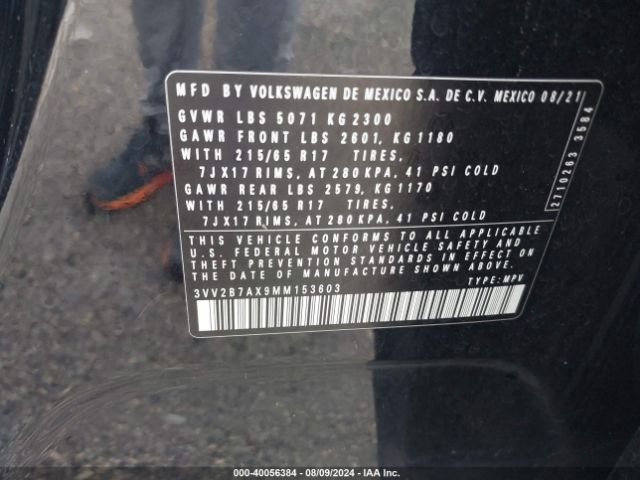 MFD BY VOLKSWAGEN DE MEXICO S.A. DE C.V. MEXICO 08/21
GVWR LBS 5071 KG 2300
GAWR FRONT LBS 2601, KG 1180
WITH 215/65 R17 TIRES,
7JX17 RIMS, AT 280 KPA, 41 PSI COLD
GAWR REAR LBS 2579, KG 1170
WITH 215/65 R17 TIRES,
7JX17 RIMS, AT 280 KPA, 41 PSI COLD
THIS VEHICLE CONFORMS TO ALL APPLICABLE
U.S. FEDERAL MOTOR VEHICLE SAFETY AND
THEFT PREVENTION STANDARDS IN EFFECT ON
THE DATE OF MANUFACTURE SHOWN ABOVE.
3VV2B7AX9MM153603 TYPE: MPV
2710263 3584
000-40056384 / 08/09/2024 - IAA Inc.